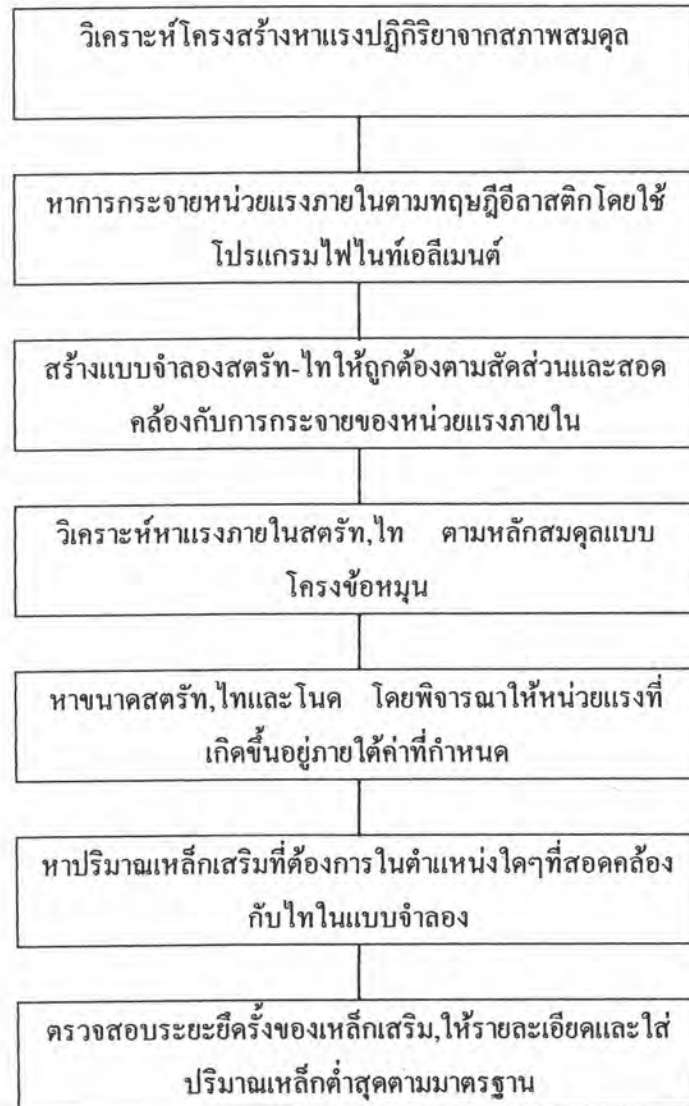 วิเคราะห์โครงสร้างหาแรงปฏิกิริยาจากสภาพสมดุล
หาการกระจายหน่วยแรงภายในตามทฤษฎีอีลาสติกโดยใช้
โปรแกรมไฟไนท์เอลีเมนต์
สร้างแบบจำลองสตรัท-ไทให้ถูกต้องตามสัดส่วนและสอด
คล้องกับการกระจายของหน่วยแรงภายใน
วิเคราะห์หาแรงภายในสตรัท,ไท ตามหลักสมดุลแบบ
โครงข้อหมุน
หาขนาดสตรัท,ไทและโนด โดยพิจารณาให้หน่วยแรงที่
เกิดขึ้นอยู่ภายใต้ค่าที่กำหนด
หาปริมาณเหล็กเสริมที่ต้องการในตำแหน่งใดๆที่สอดคล้อง
กับไทในแบบจำลอง
ตรวจสอบระยะยึดรั้งของเหล็กเสริม,ให้รายละเอียดและใส่
ปริมาณเหล็กต่ำสุดตามมาตรฐาน